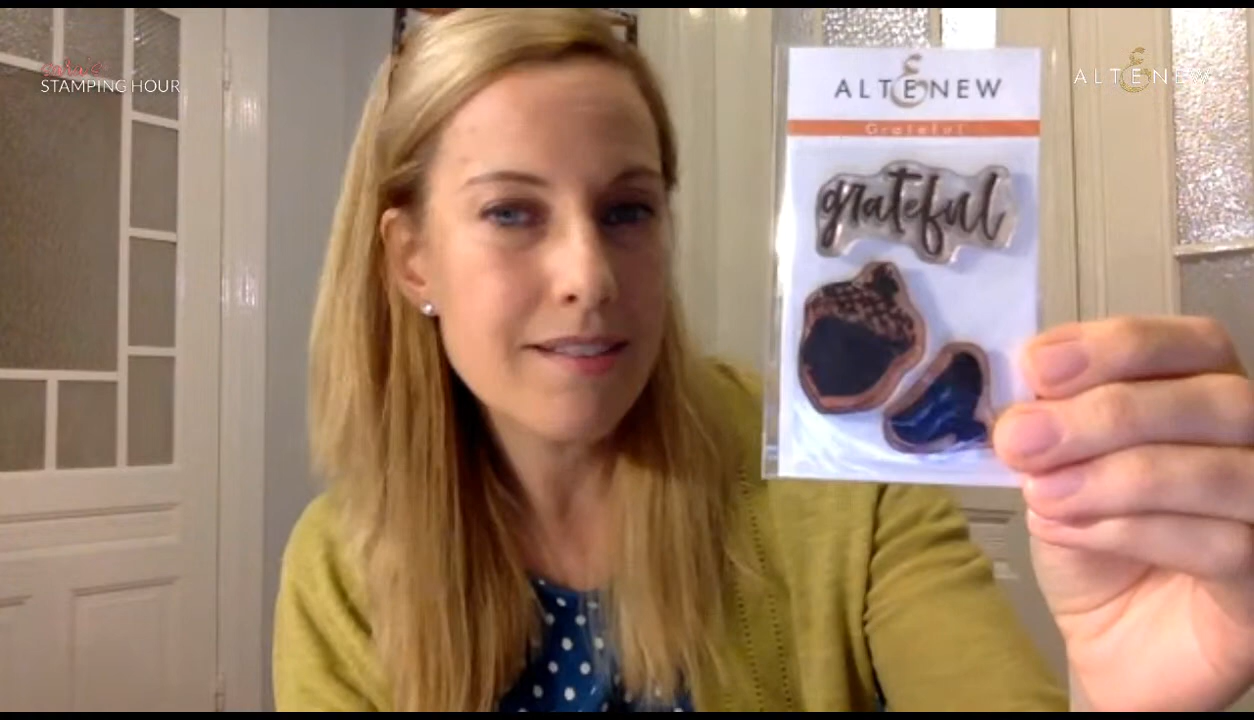 STAMPING HOUR
ALTENEW
ALTENEW
Grateful
grateful